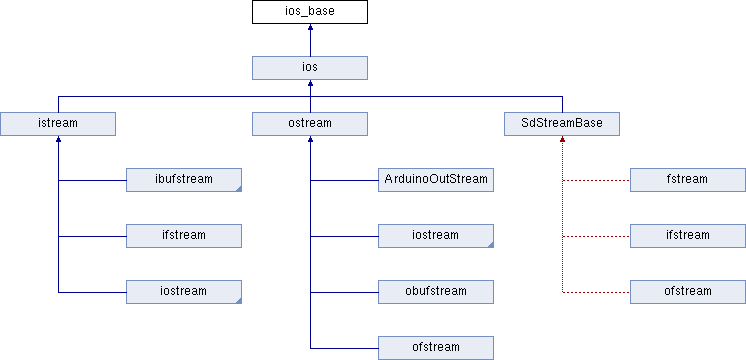 ios_base
ios
istream
ostream
SdStreamBase
ibufstream
ArduinoOutStream
fstream
ifstream
iostream
ifstream
iostream
obufstream
ofstream
ofstream